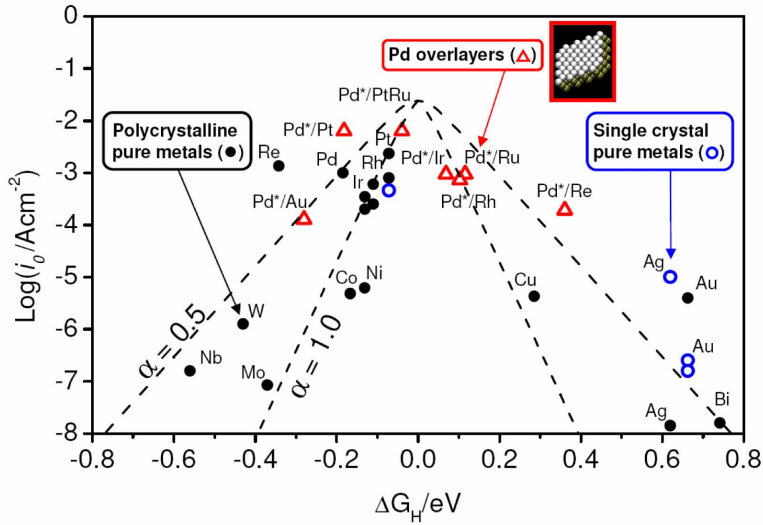 0
-1
-2
-3
-4
-5
-6
-7
-8
Log(i₀/Acm⁻²)
Pd overlayers (△)
Polycrystalline
pure metals (●)
Single crystal
pure metals (○)
Pd*/PtRu
Pd*/Pt
Pt
Re
Pd
Rh
Pd*/Ir
Pd*/Ru
Ir
Pd*/Au
Pd*/Rh
Pd*/Re
Co
Ni
Cu
Ag
Au
W
α = 0.5
α = 1.0
Au
Nb
Mo
Ag
Bi
-0.8 -0.6 -0.4 -0.2 0.0 0.2 0.4 0.6 0.8
ΔG_H/eV